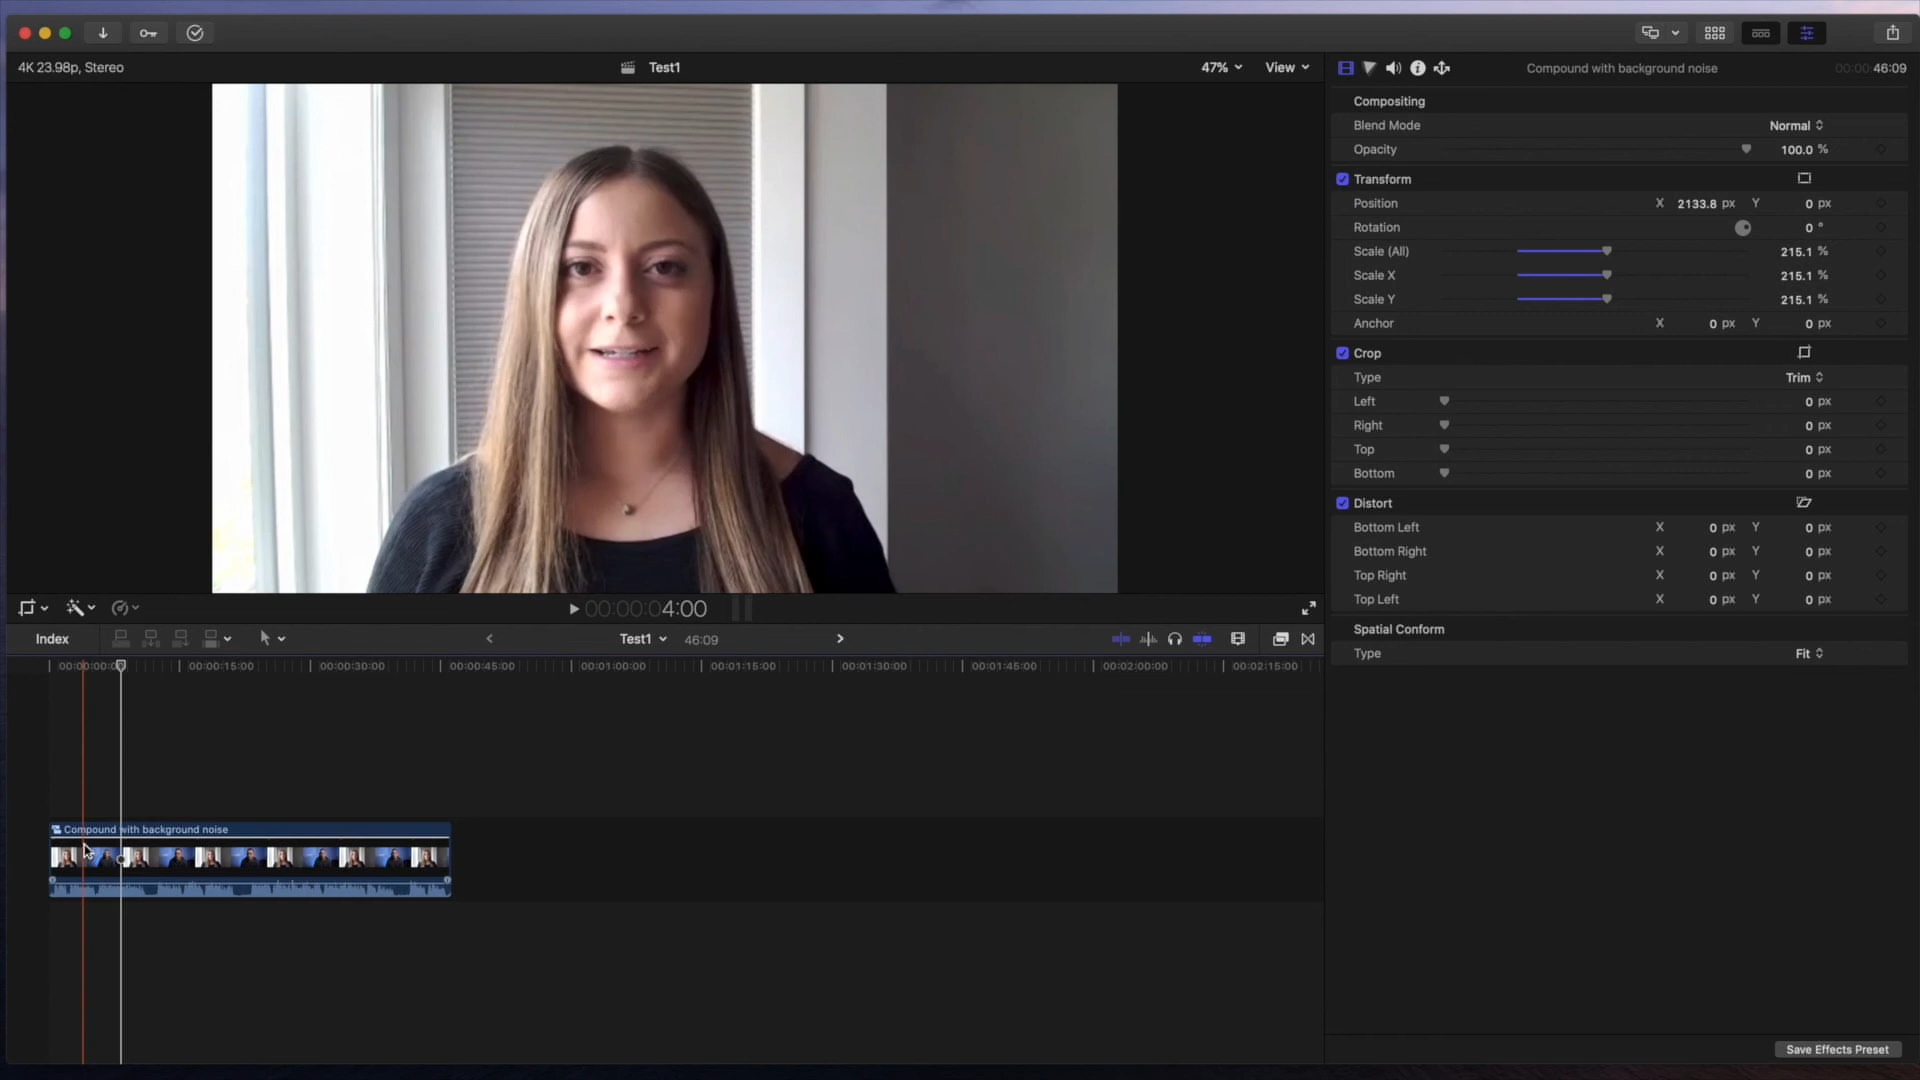 4K 23.98p, Stereo
Test1
47%
View
Compound with background noise
00:00:46:09
Compositing
Blend Mode
Normal
Opacity
100.0 %
Transform
Position
X 2133.8 px Y 0 px
Rotation
0 °
Scale (All)
215.1 %
Scale X
215.1 %
Scale Y
215.1 %
Anchor
X 0 px Y 0 px
Crop
Type
Trim
Left
0 px
Right
0 px
Top
0 px
Bottom
0 px
Distort
Bottom Left
X 0 px Y 0 px
Bottom Right
X 0 px Y 0 px
Top Right
X 0 px Y 0 px
Top Left
X 0 px Y 0 px
Spatial Conform
Type
Fit
00:00:04:00
Index
Test1
46:09
00:00:15:00
00:00:30:00
00:00:45:00
00:01:00:00
00:01:15:00
00:01:30:00
00:01:45:00
00:02:00:00
00:02:15:00
Compound with background noise
Save Effects Preset